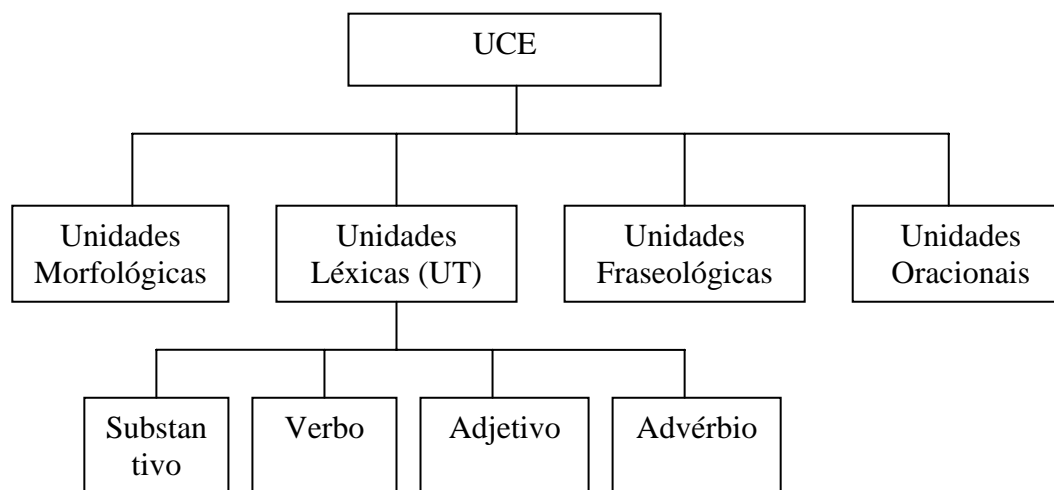 UCE
Unidades
Morfológicas
Unidades
Léxicas (UT)
Unidades
Fraseológicas
Unidades
Oracionais
Substan
tivo
Verbo
Adjetivo
Advérbio